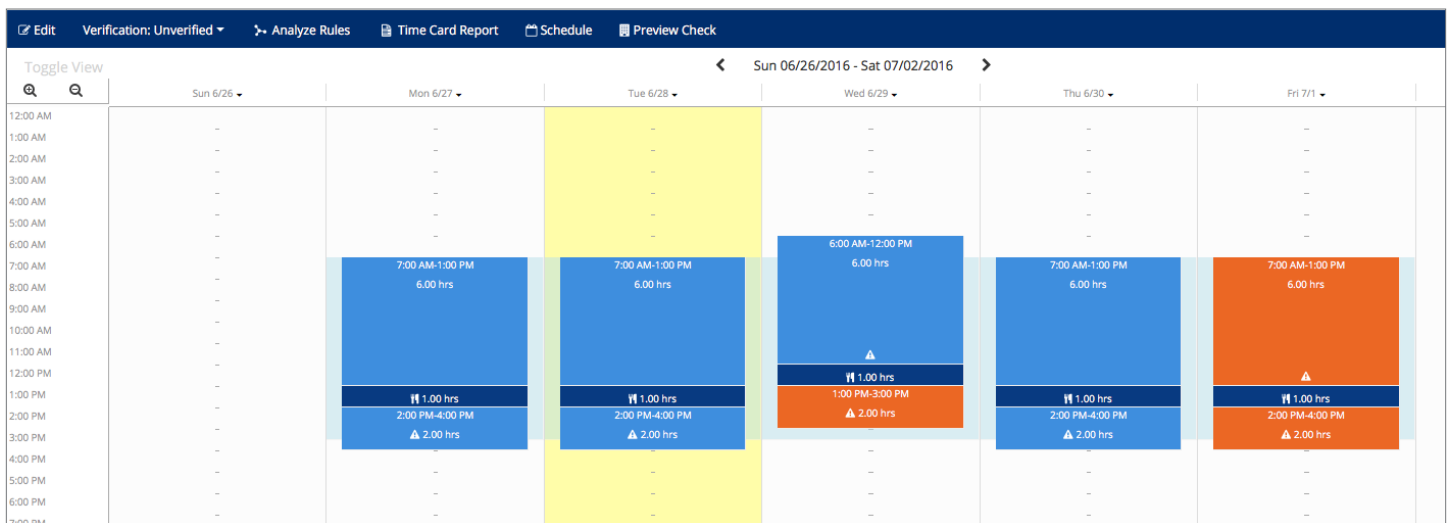 Edit Verification: Unverified Analyze Rules Time Card Report Schedule Preview Check
Toggle View
Sun 06/26/2016 - Sat 07/02/2016
Sun 6/26 Mon 6/27 Tue 6/28 Wed 6/29 Thu 6/30 Fri 7/1
12:00 AM
1:00 AM
2:00 AM
3:00 AM
4:00 AM
5:00 AM
6:00 AM 6:00 AM-12:00 PM
6.00 hrs
7:00 AM 7:00 AM-1:00 PM 7:00 AM-1:00 PM 7:00 AM-1:00 PM 7:00 AM-1:00 PM
8:00 AM 6.00 hrs 6.00 hrs 6.00 hrs 6.00 hrs
9:00 AM
10:00 AM
11:00 AM
12:00 PM 1.00 hrs
1:00 PM 1.00 hrs 1.00 hrs 1:00 PM-3:00 PM 1.00 hrs 1.00 hrs
2:00 PM 2:00 PM-4:00 PM 2:00 PM-4:00 PM 2.00 hrs 2:00 PM-4:00 PM 2:00 PM-4:00 PM
3:00 PM 2.00 hrs 2.00 hrs 2.00 hrs 2.00 hrs
4:00 PM
5:00 PM
6:00 PM